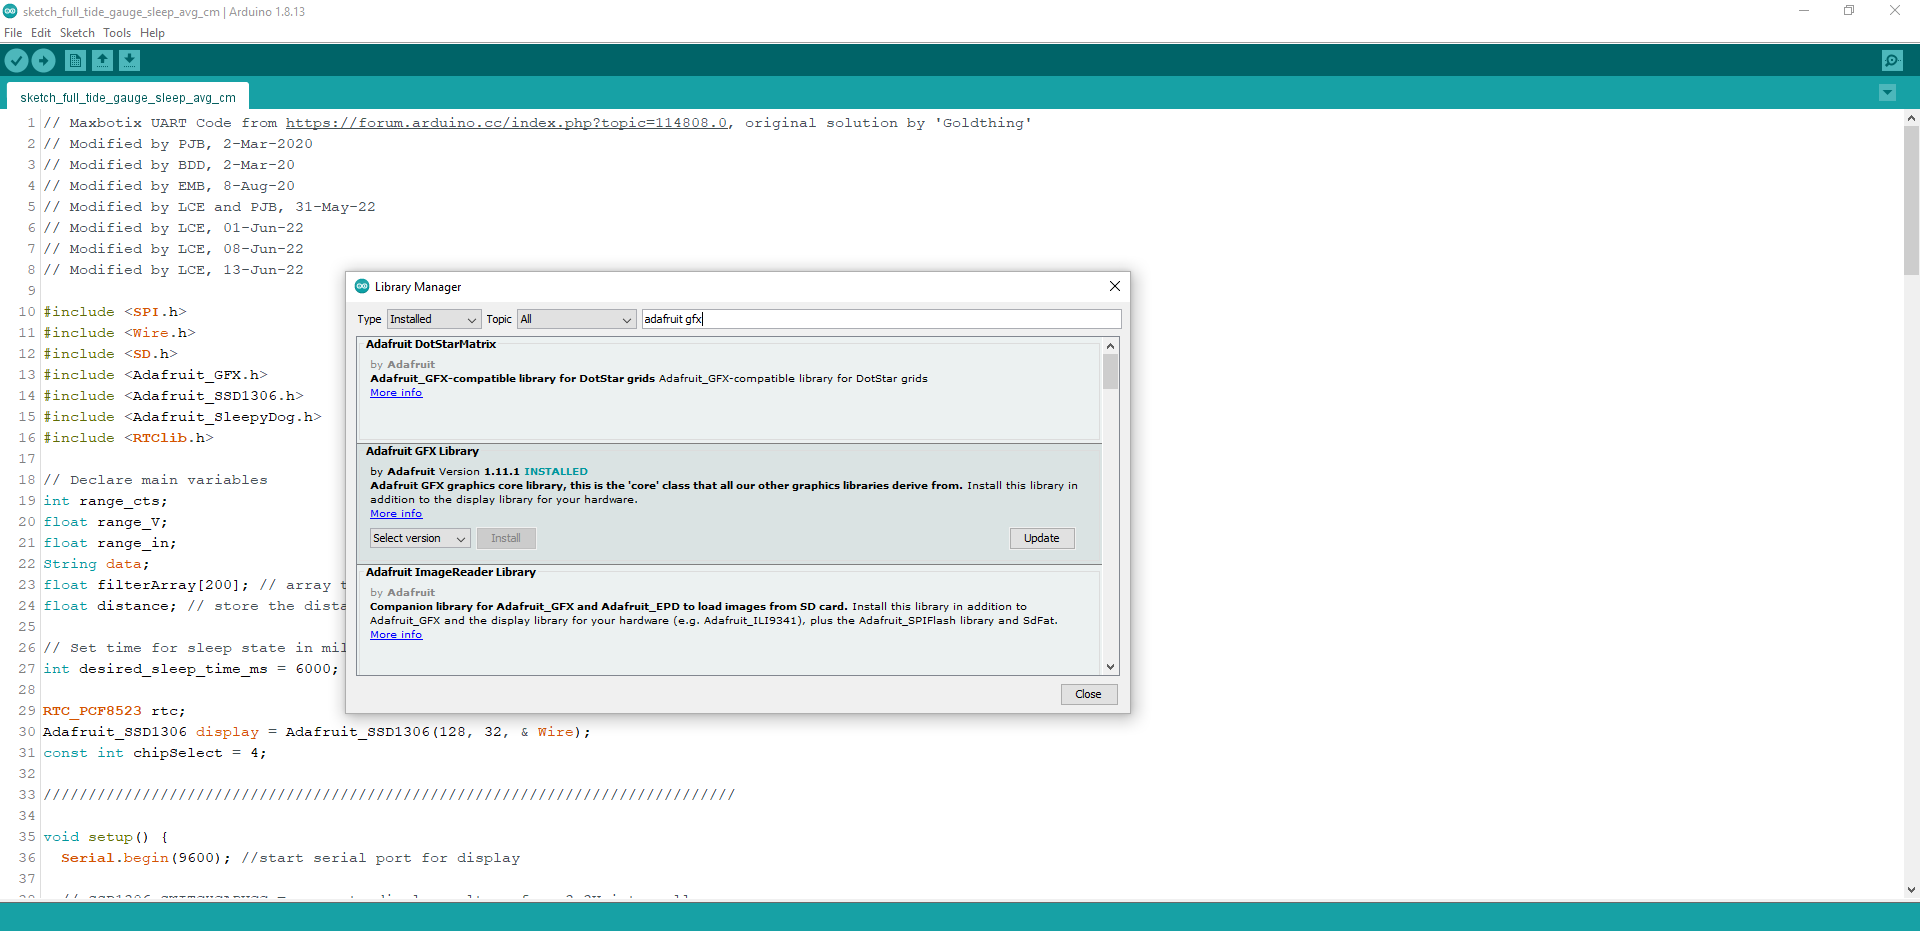 sketch_full_tide_gauge_sleep_avg_cm | Arduino 1.8.13
File Edit Sketch Tools Help
sketch_full_tide_gauge_sleep_avg_cm
1 // Maxbotix UART Code from https://forum.arduino.cc/index.php?topic=114808.0, original solution by 'Goldthing'
2 // Modified by PJB, 2-Mar-2020
3 // Modified by BDD, 2-Mar-20
4 // Modified by EMB, 8-Aug-20
5 // Modified by LCE and PJB, 31-May-22
6 // Modified by LCE, 01-Jun-22
7 // Modified by LCE, 08-Jun-22
8 // Modified by LCE, 13-Jun-22
9
10 #include <SPI.h>
11 #include <Wire.h>
12 #include <SD.h>
13 #include <Adafruit_GFX.h>
14 #include <Adafruit_SSD1306.h>
15 #include <Adafruit_SleepyDog.h>
16 #include <RTClib.h>
17
18 // Declare main variables
19 int range_cts;
20 float range_V;
21 float range_in;
22 String data;
23 float filterArray[200]; // array t
24 float distance; // store the dista
25
26 // Set time for sleep state in mil
27 int desired_sleep_time_ms = 6000;
28
29 RTC_PCF8523 rtc;
30 Adafruit_SSD1306 display = Adafruit_SSD1306(128, 32, & Wire);
31 const int chipSelect = 4;
32
33 /////////////////////////////////////////////////////////////////////////////
34
35 void setup() {
36 Serial.begin(9600); //start serial port for display
37
Library Manager
Type Installed Topic All adafruit gfx
Adafruit DotStarMatrix
by Adafruit
Adafruit_GFX-compatible library for DotStar grids Adafruit_GFX-compatible library for DotStar grids
More info
Adafruit GFX Library
by Adafruit Version 1.11.1 INSTALLED
Adafruit GFX graphics core library, this is the 'core' class that all our other graphics libraries derive from. Install this library in
addition to the display library for your hardware.
More info
Select version Install Update
Adafruit ImageReader Library
by Adafruit
Companion library for Adafruit_GFX and Adafruit_EPD to load images from SD card. Install this library in addition to
Adafruit_GFX and the display library for your hardware (e.g. Adafruit_ILI9341), plus the Adafruit_SPIFlash library and SdFat.
More info
Close